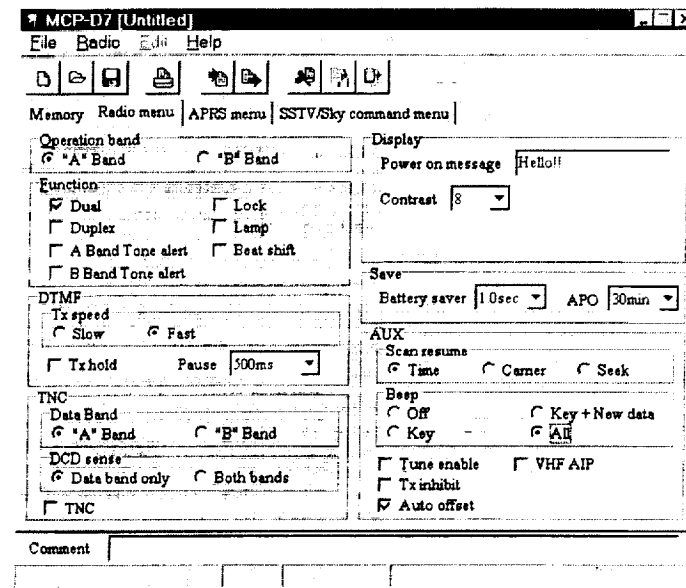 MCP-D7 [Untitled]
File Radio Edit Help
Memory Radio menu APRS menu SSTV/Sky command menu
Operation band
"A" Band "B" Band
Function
Dual Lock
Duplex Lamp
A Band Tone alert Beat shift
B Band Tone alert
DTMF
Tx speed
Slow Fast
Tx hold Pause 500ms
TNC
Data Band
"A" Band "B" Band
DCD sense
Data band only Both bands
TNC
Display
Power on message Hello!!
Contrast 8
Save
Battery saver 1.0sec APO 30min
AUX
Scan resume
Time Carrier Seek
Beep
Off Key + New data
Key All
Tune enable VHF AIP
Tx inhibit
Auto offset
Comment